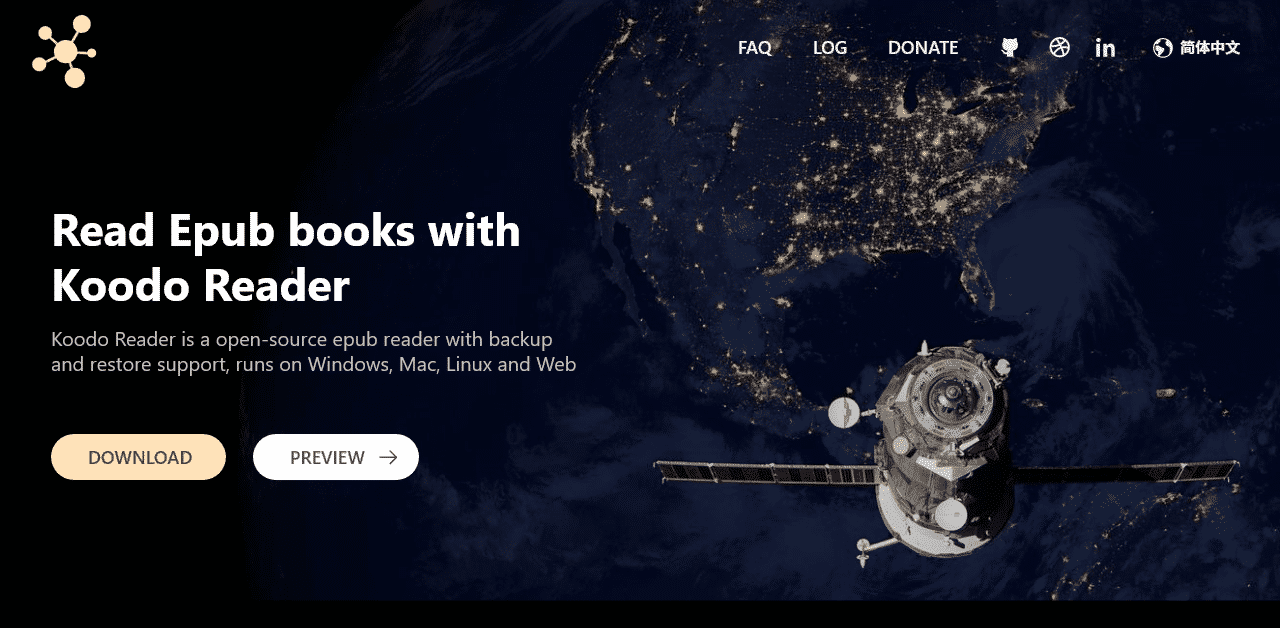 FAQ LOG DONATE in 简体中文
Read Epub books with
Koodo Reader
Koodo Reader is a open-source epub reader with backup
and restore support, runs on Windows, Mac, Linux and Web
DOWNLOAD PREVIEW